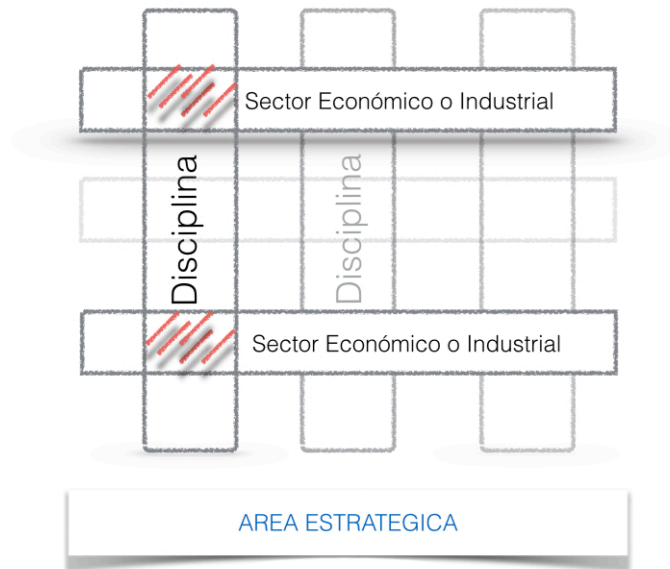 Sector Económico o Industrial
Disciplina
Disciplina
Sector Económico o Industrial
AREA ESTRATEGICA